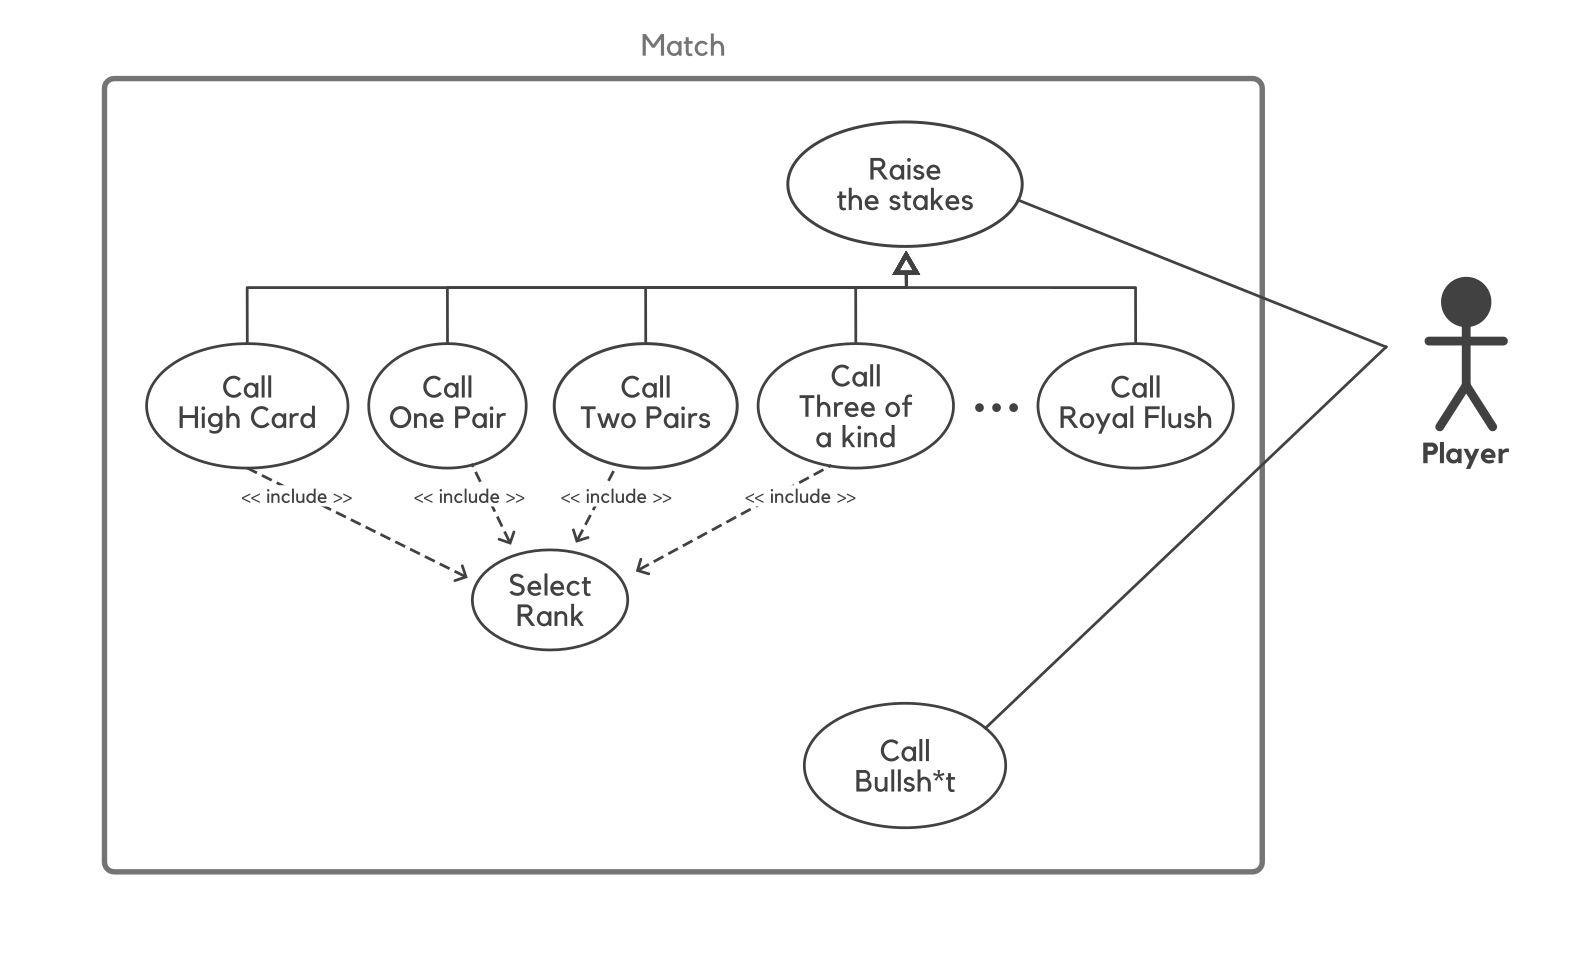 Match
Raise
the stakes
Call
High Card
Call
One Pair
Call
Two Pairs
Call
Three of
a kind
•••
Call
Royal Flush
<< include >>
<< include >>
<< include >>
<< include >>
Select
Rank
Player
Call
Bullsh*t